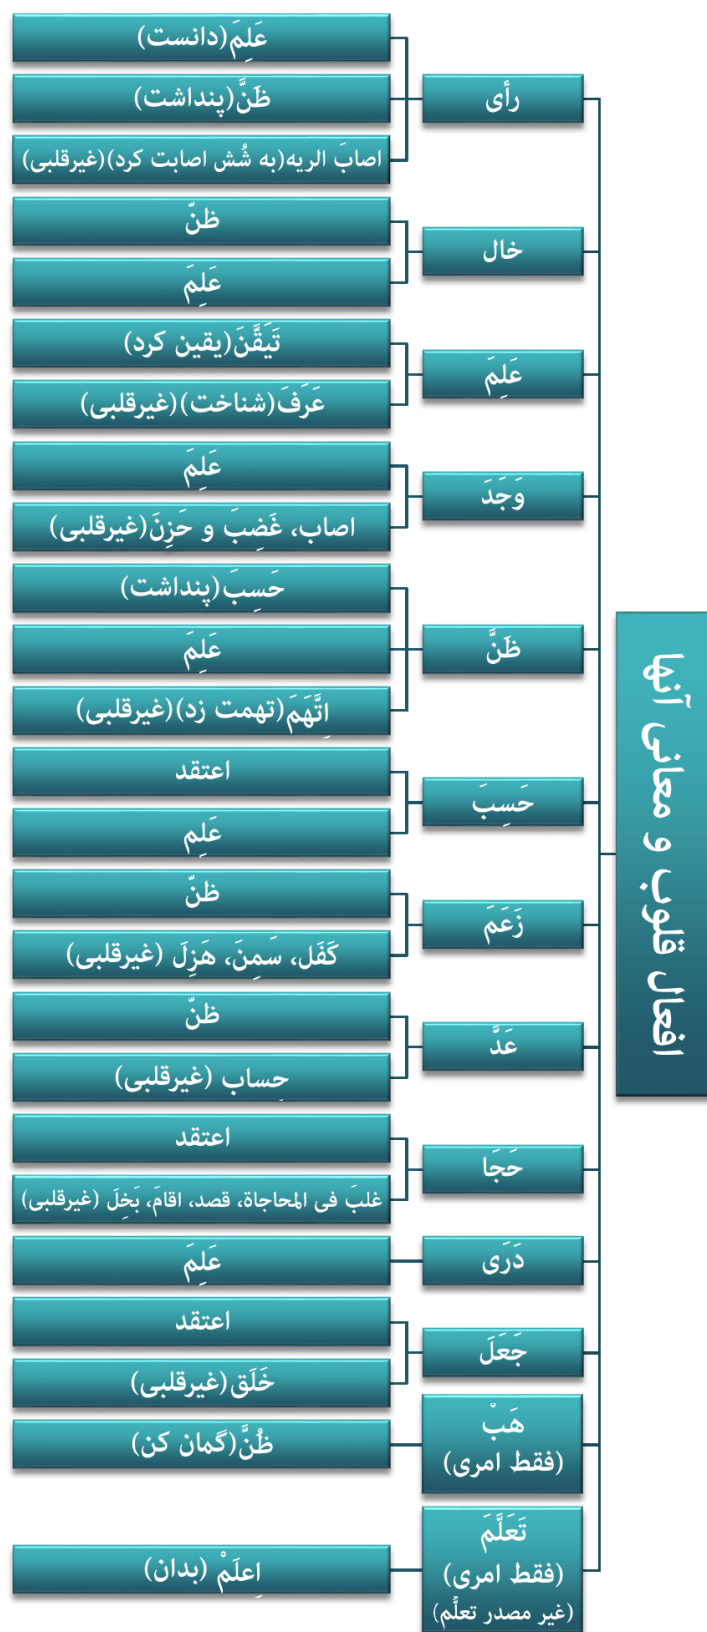 افعال قلوب و معانی آنها
رأی
عَلِمَ(دانست)
ظَنَّ(پنداشت)
اصابَ الریه(به شُش اصابت کرد)(غیرقلبی)
خال
ظنّ
عَلِمَ
عَلِمَ
تَیَقَّنَ(یقین کرد)
عَرَفَ(شناخت)(غیرقلبی)
وَجَدَ
عَلِمَ
اصاب، غَضِبَ و حَزِنَ(غیرقلبی)
ظَنَّ
حَسِبَ(پنداشت)
عَلِمَ
اِتَّهَمَ(تهمت زد)(غیرقلبی)
حَسِبَ
اعتقد
عَلِم
زَعَمَ
ظنّ
کَفَل، سَمِنَ، هَزِلَ (غیرقلبی)
عَدَّ
ظنّ
حِساب (غیرقلبی)
حَجَا
اعتقد
غلبَ فی المحاجاة، قصد، اقامَ، بَخِلَ (غیرقلبی)
دَرَی
عَلِمَ
جَعَلَ
اعتقد
خَلَق(غیرقلبی)
هَبْ
(فقط امری)
ظُنَّ(گمان کن)
تَعَلَّمَ
(فقط امری)
(غیر مصدر تعلُّم)
اِعلَمْ (بدان)